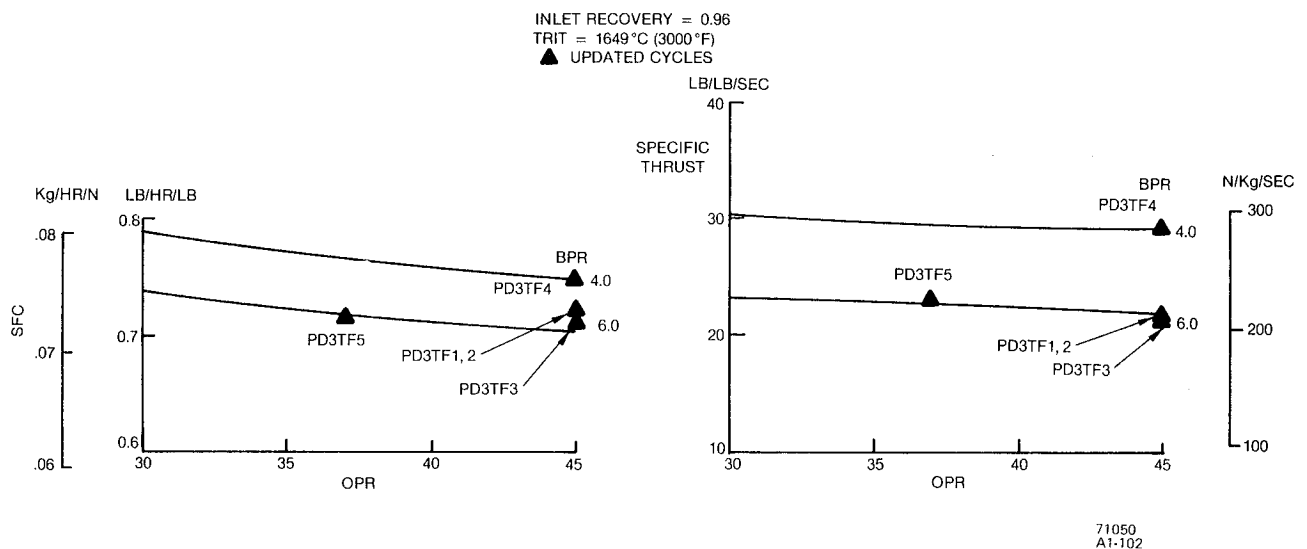 INLET RECOVERY = 0.96
TRIT = 1649°C (3000°F)
▲ UPDATED CYCLES
Kg/HR/N
LB/HR/LB
.08
.07
.06
SFC
0.8
0.7
0.6
BPR
PD3TF4
4.0
6.0
PD3TF5
PD3TF1, 2
PD3TF3
30
35
40
45
OPR
LB/LB/SEC
40
30
20
10
SPECIFIC
THRUST
BPR
PD3TF4
4.0
PD3TF5
6.0
PD3TF1, 2
PD3TF3
N/Kg/SEC
300
200
100
30
35
40
45
OPR
71050
A1-102